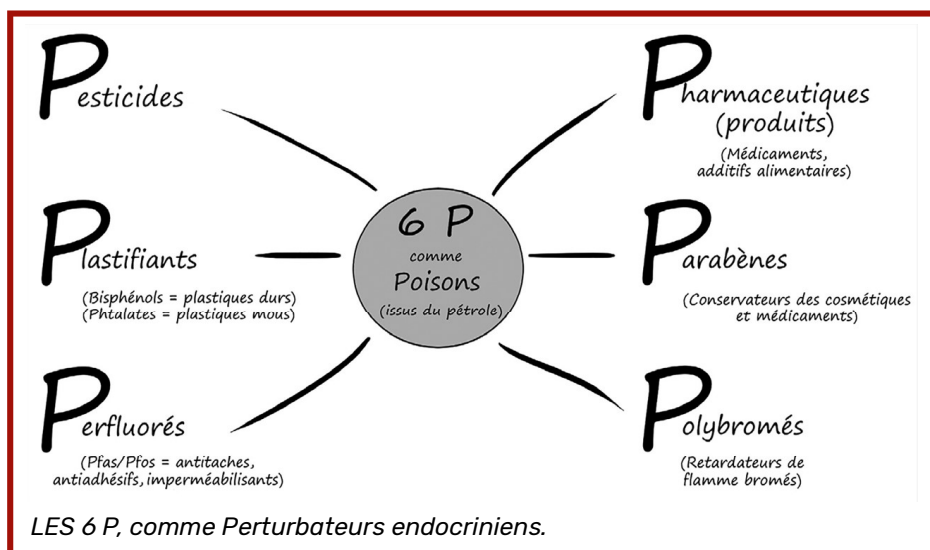 Pesticides
Plastifiants
(Bisphénols = plastiques durs)
(Phtalates = plastiques mous)
Perfluorés
(Pfas/Pfos = antitaches,
antiadhésifs, imperméabilisants)
6 P
comme
Poisons
(issus du pétrole)
Pharmaceutiques
(produits)
(Médicaments,
additifs alimentaires)
Parabènes
(Conservateurs des cosmétiques
et médicaments)
Polybromés
(Retardateurs de
flamme bromés)
LES 6 P, comme Perturbateurs endocriniens.